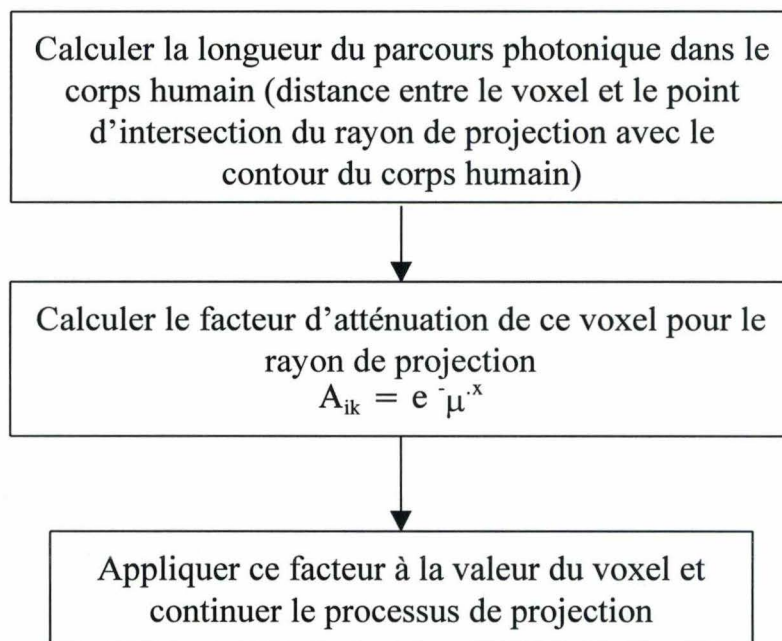 Calculer la longueur du parcours photonique dans le
corps humain (distance entre le voxel et le point
d'intersection du rayon de projection avec le
contour du corps humain)
Calculer le facteur d'atténuation de ce voxel pour le
rayon de projection
A_ik = e^-μ.x
Appliquer ce facteur à la valeur du voxel et
continuer le processus de projection